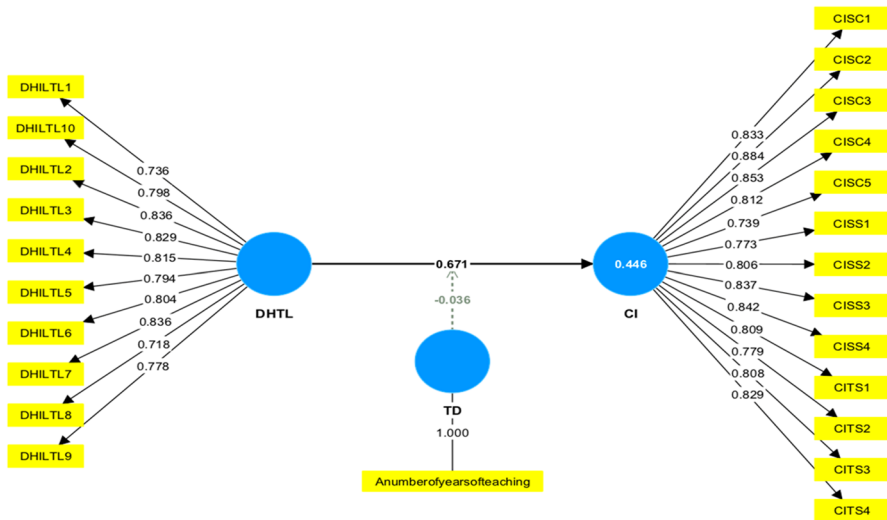 DHILTL1
DHILTL10
DHILTL2
DHILTL3
DHILTL4
DHILTL5
DHILTL6
DHILTL7
DHILTL8
DHILTL9
0.736
0.798
0.836
0.829
0.815
0.794
0.804
0.836
0.718
0.778
DHTL
0.671
-0.036
TD
1.000
Anumberofyearsofteaching
0.446
CI
0.833
0.884
0.853
0.812
0.739
0.773
0.806
0.837
0.842
0.809
0.779
0.808
0.829
CISC1
CISC2
CISC3
CISC4
CISC5
CISS1
CISS2
CISS3
CISS4
CITS1
CITS2
CITS3
CITS4